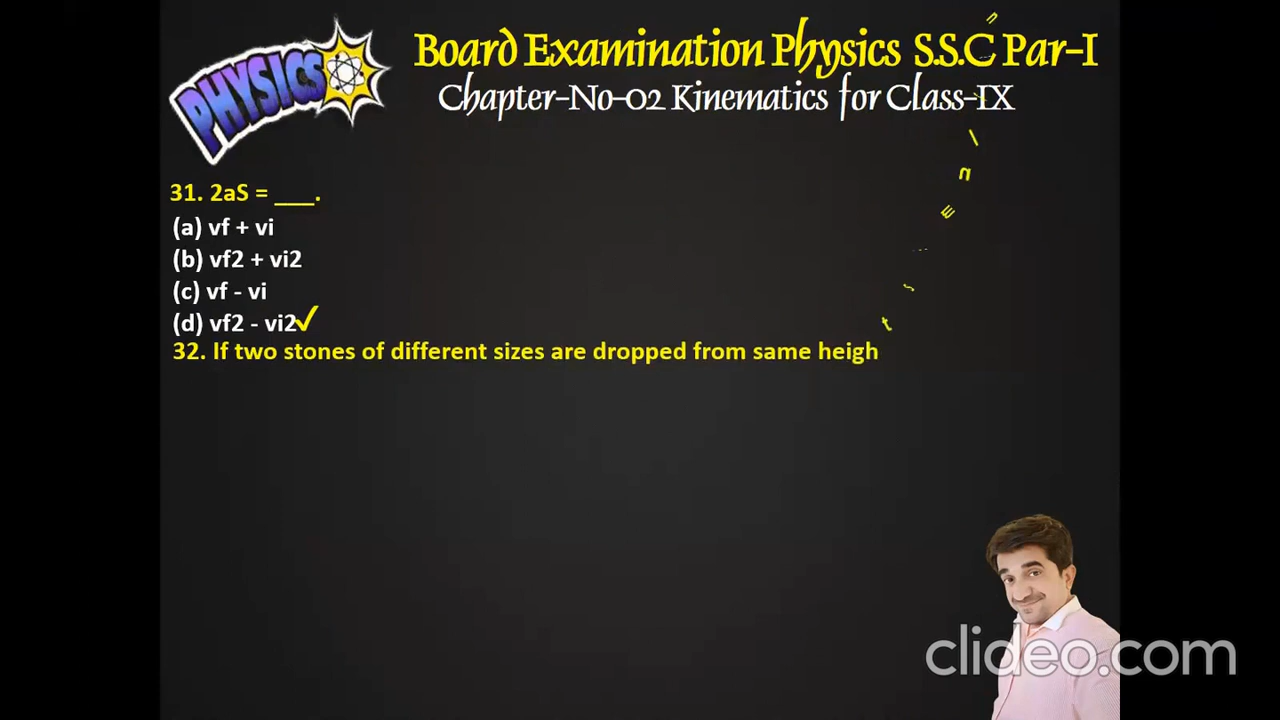 PHYSICS
Board Examination Physics S.S.C Par-I
Chapter-No-02 Kinematics for Class-IX
31. 2aS = ___.
(a) vf + vi
(b) vf2 + vi2
(c) vf - vi
(d) vf2 - vi2✓
32. If two stones of different sizes are dropped from same heigh
t
clideo.com